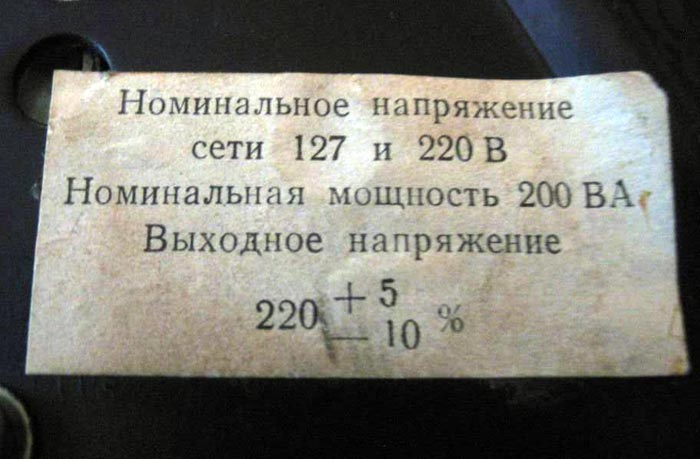 Номинальное напряжение
сети 127 и 220 В
Номинальная мощность 200 ВА
Выходное напряжение
220 + 5
— 10 %